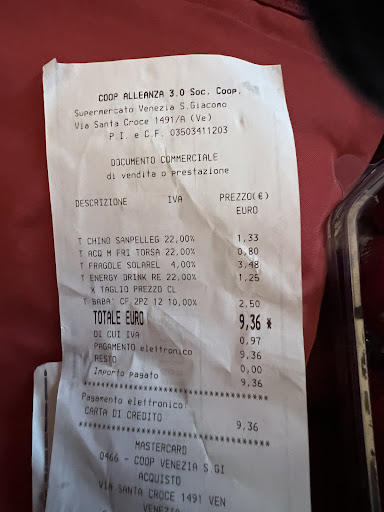 COOP ALLEANZA 3.0 Soc. Coop.
Supermercato Venezia S.Giacomo
Via Santa Croce 1491/A (Ve)
P.I. e C.F. 03503411203
DOCUMENTO COMMERCIALE
di vendita o prestazione
DESCRIZIONE IVA PREZZO(€)
EURO
T CHINO SANPELLEG 22,00% 1,33
T ACQ M FRI TORSA 22,00% 0,80
T FRAGOLE SOLAREL 4,00% 3,48
T ENERGY DRINK RE 22,00% 1,25
X TAGLIO PREZZO CL
T BABA' CF 2PZ 12 10,00% 2,50
TOTALE EURO 9,36 *
DI CUI IVA 0,97
PAGAMENTO elettronico 9,36
RESTO 0,00
Importo pagato 9,36
Pagamento elettronico:
CARTA DI CREDITO 9,36
MASTERCARD
0466 - COOP VENEZIA S.GI
ACQUISTO
VIA SANTA CROCE 1491 VEN
VENEZIA